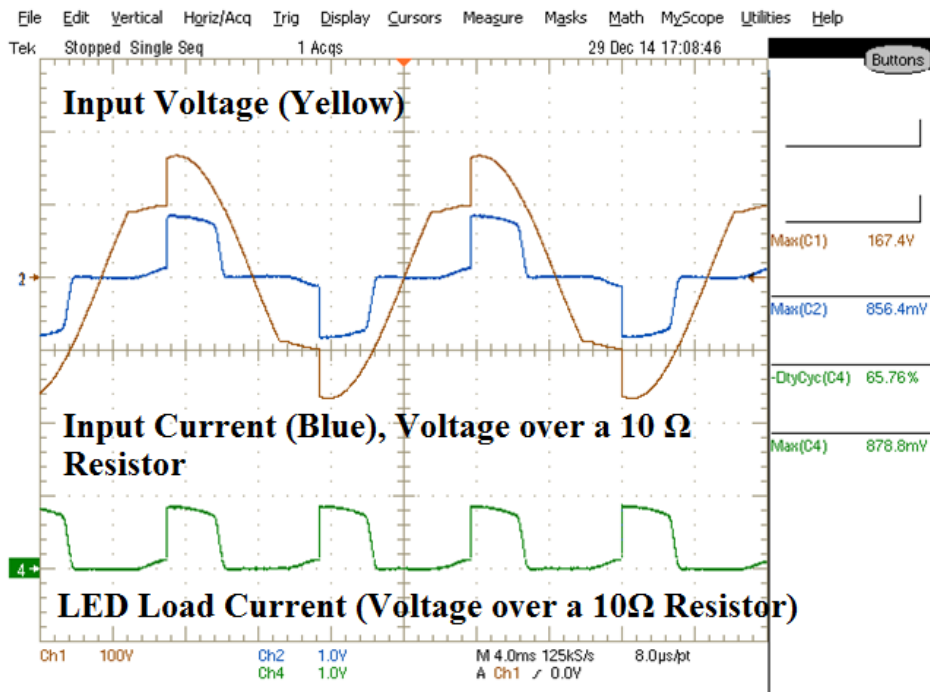 File Edit Vertical Horiz/Acq Trig Display Cursors Measure Masks Math MyScope Utilities Help
Tek Stopped Single Seq 1 Acqs 29 Dec 14 17:08:46
Buttons
Input Voltage (Yellow)
Max(C1) 167.4V
2
Max(C2) 856.4mV
-DtyCyc(C4) 65.76%
Input Current (Blue), Voltage over a 10 Ω
Resistor
Max(C4) 878.8mV
4
LED Load Current (Voltage over a 10Ω Resistor)
Ch1 100V Ch2 1.0V M 4.0ms 125kS/s 8.0µs/pt
Ch4 1.0V A Ch1 ∕ 0.0V